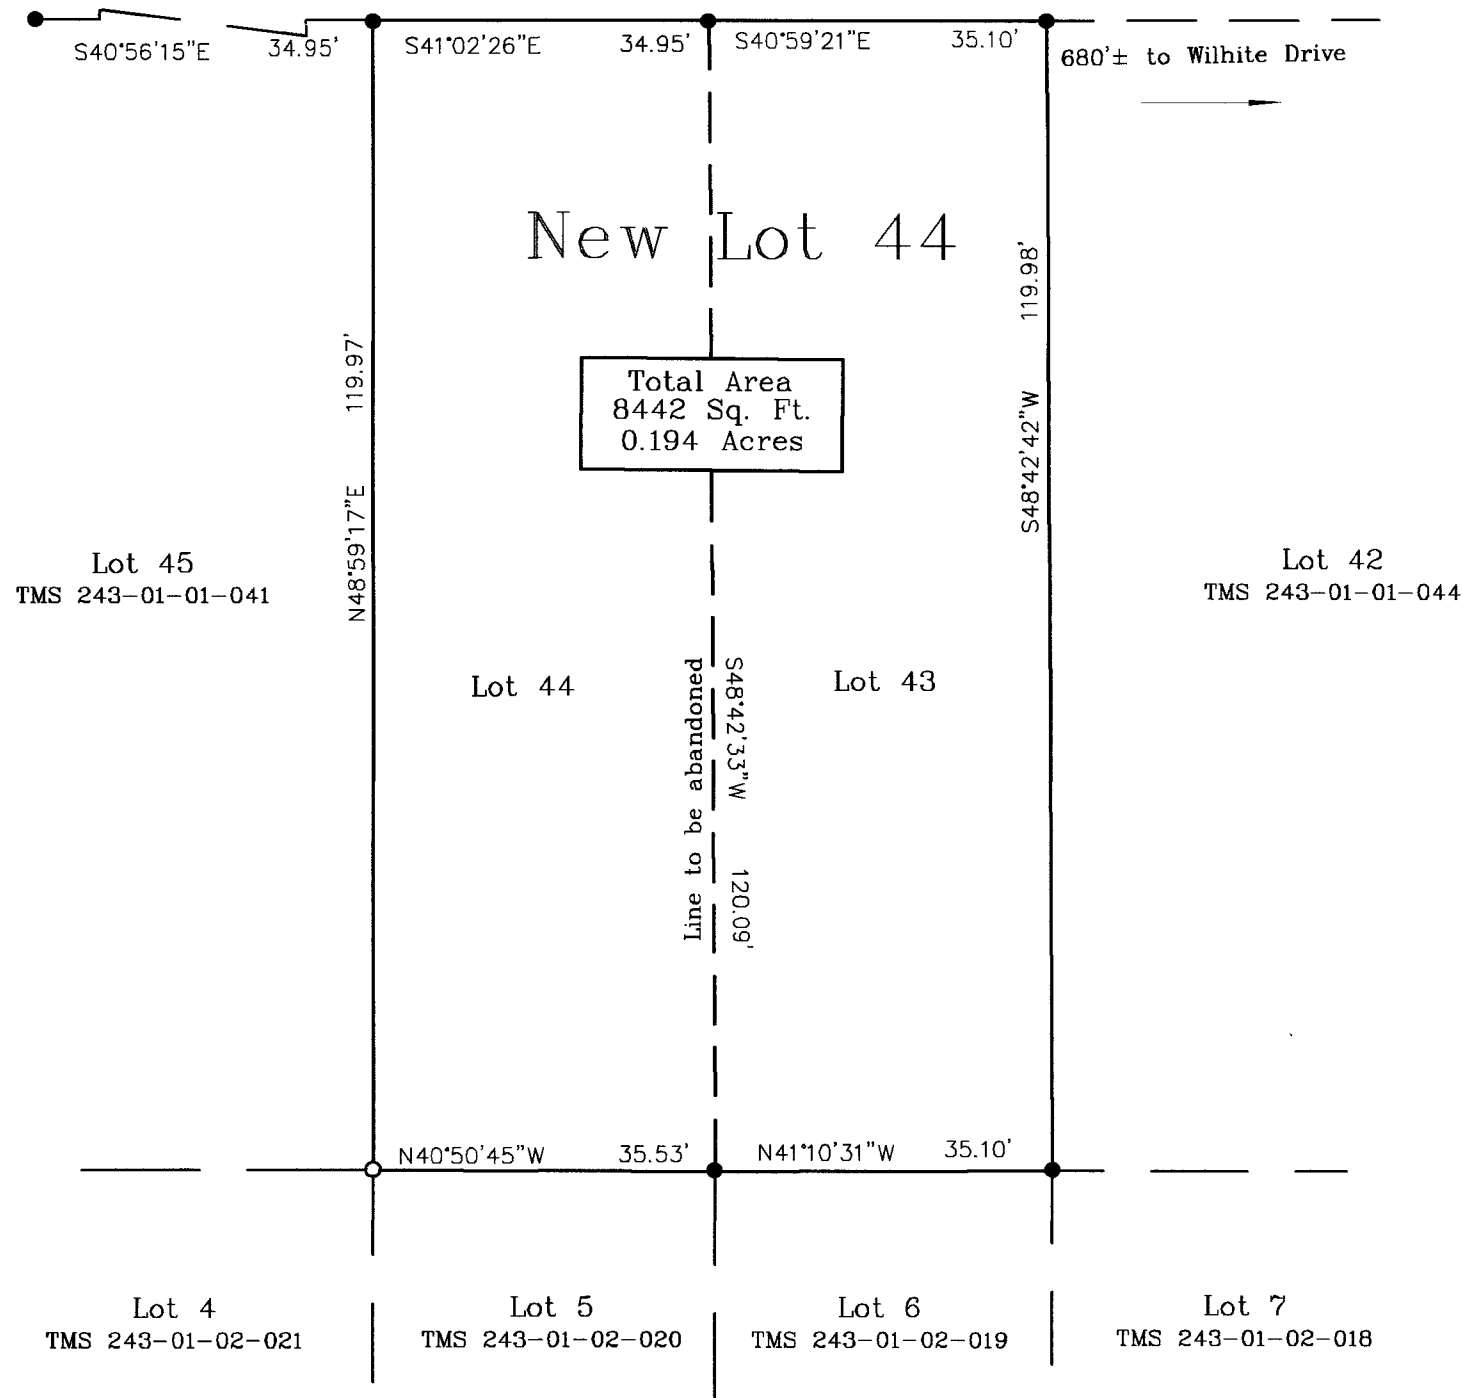 S40°56'15"E 34.95' S41°02'26"E 34.95' S40°59'21"E 35.10'
680'± to Wilhite Drive
New Lot 44
119.98'
S48°42'42"W
119.97'
N48°59'17"E
Total Area
8442 Sq. Ft.
0.194 Acres
Lot 45
TMS 243-01-01-041
Lot 42
TMS 243-01-01-044
Lot 44
Lot 43
Line to be abandoned
S48°42'33"W 120.09'
N40°50'45"W 35.53' N41°10'31"W 35.10'
Lot 4
TMS 243-01-02-021
Lot 5
TMS 243-01-02-020
Lot 6
TMS 243-01-02-019
Lot 7
TMS 243-01-02-018